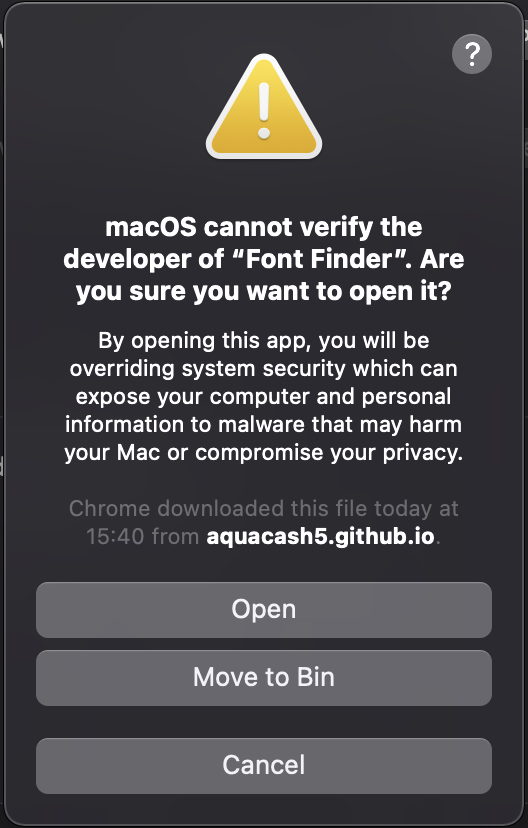 ?
macOS cannot verify the
developer of “Font Finder”. Are
you sure you want to open it?
By opening this app, you will be
overriding system security which can
expose your computer and personal
information to malware that may harm
your Mac or compromise your privacy.
Chrome downloaded this file today at
15:40 from aquacash5.github.io.
Open
Move to Bin
Cancel